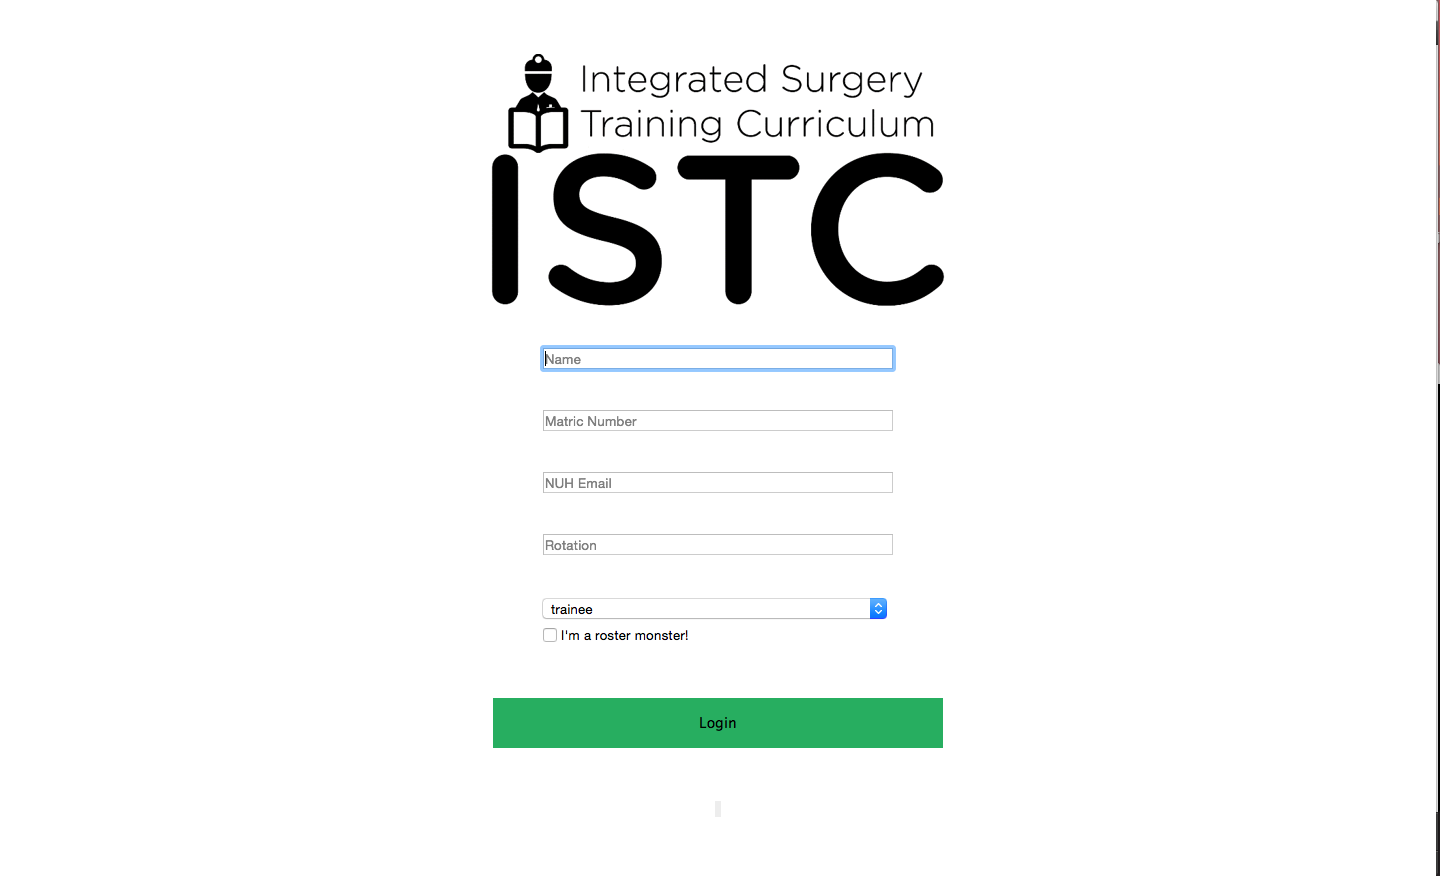 Integrated Surgery
Training Curriculum
ISTC
Name
Matric Number
NUH Email
Rotation
trainee
I'm a roster monster!
Login